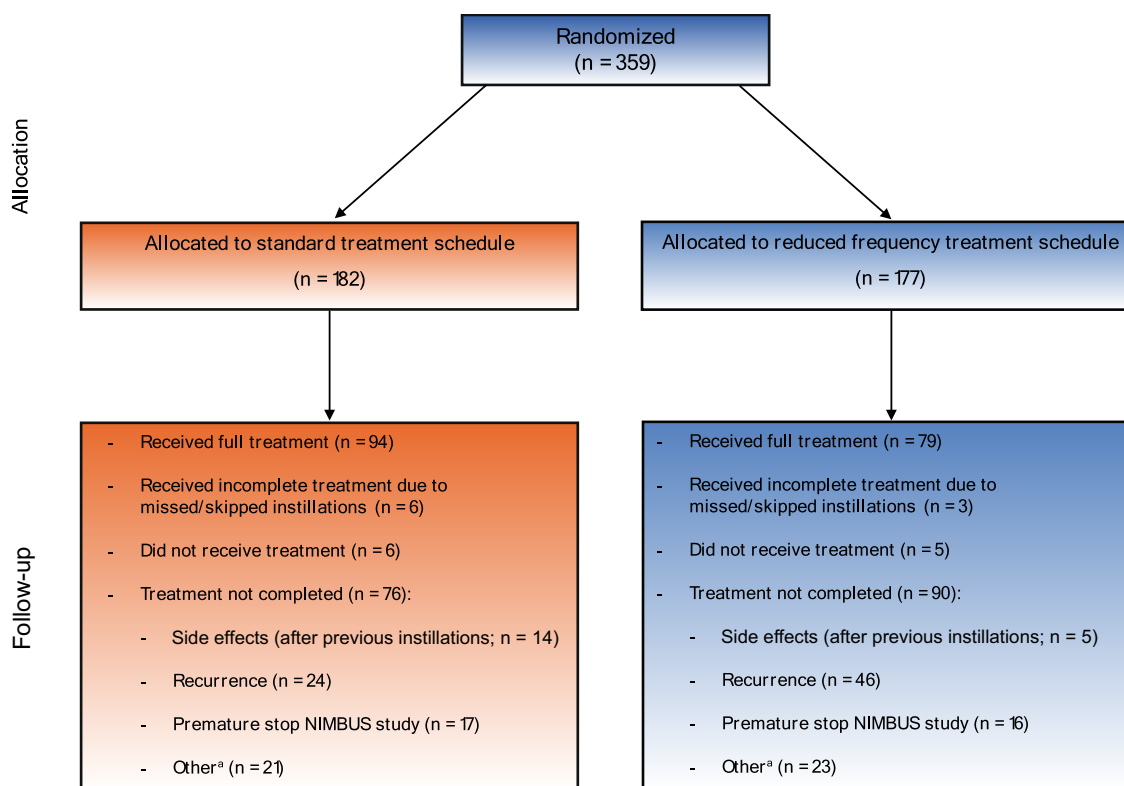 Randomized
(n = 359)
Allocation
Allocated to standard treatment schedule
(n = 182)
Allocated to reduced frequency treatment schedule
(n = 177)
Follow-up
- Received full treatment (n = 94)
- Received incomplete treatment due to
missed/skipped instillations (n = 6)
- Did not receive treatment (n = 6)
- Treatment not completed (n = 76):
- Side effects (after previous instillations; n = 14)
- Recurrence (n = 24)
- Premature stop NIMBUS study (n = 17)
- Otherᵃ (n = 21)
- Received full treatment (n = 79)
- Received incomplete treatment due to
missed/skipped instillations (n = 3)
- Did not receive treatment (n = 5)
- Treatment not completed (n = 90):
- Side effects (after previous instillations; n = 5)
- Recurrence (n = 46)
- Premature stop NIMBUS study (n = 16)
- Otherᵃ (n = 23)